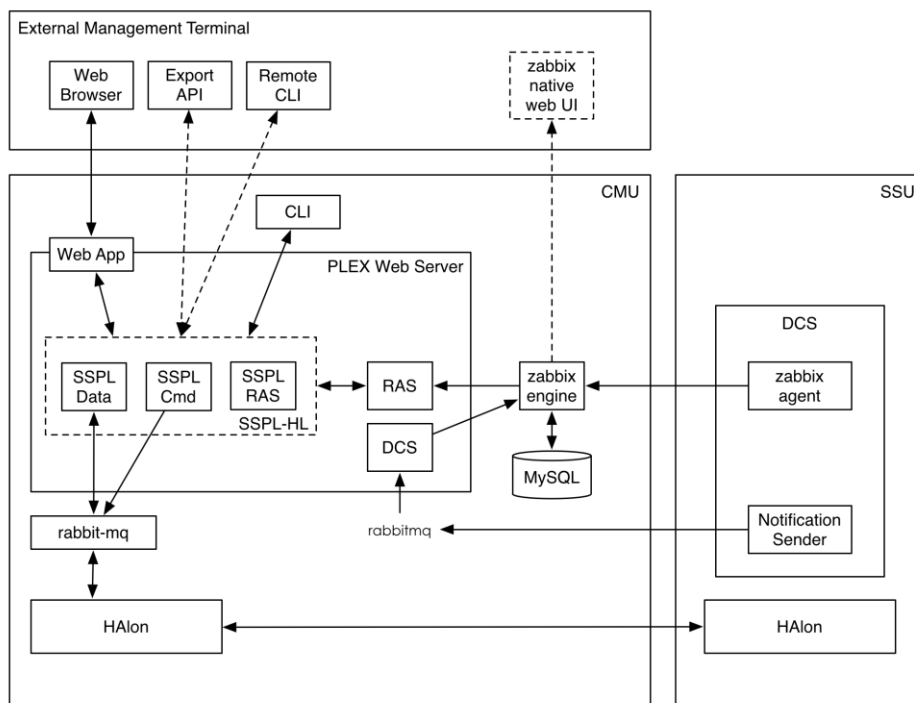 External Management Terminal
Web
Browser
Export
API
Remote
CLI
zabbix
native
web UI
CMU
SSU
CLI
Web App
PLEX Web Server
DCS
SSPL
Data
SSPL
Cmd
SSPL
RAS
SSPL-HL
RAS
zabbix
engine
zabbix
agent
DCS
MySQL
rabbit-mq
rabbitmq
Notification
Sender
HAlon
HAlon